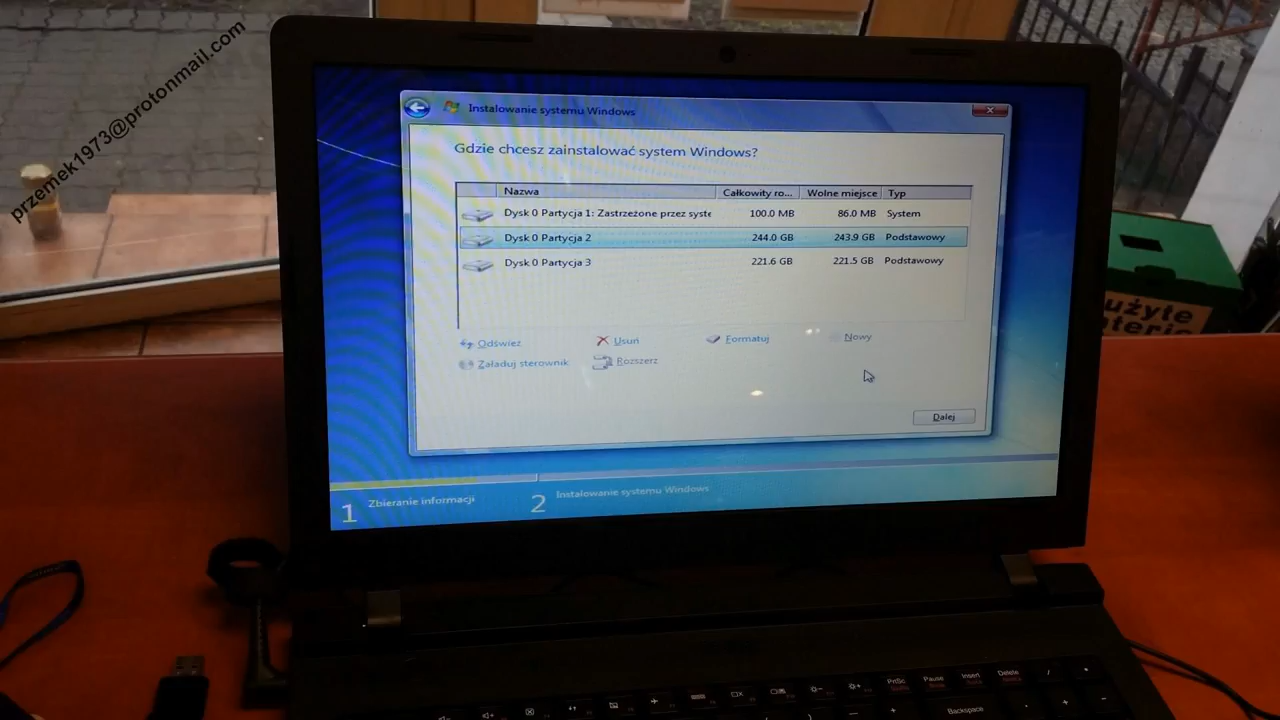 przemek1973@protonmail.com
Instalowanie systemu Windows
Gdzie chcesz zainstalować system Windows?
Nazwa Całkowity ro... Wolne miejsce Typ
Dysk 0 Partycja 1: Zastrzeżone przez syste 100.0 MB 86.0 MB System
Dysk 0 Partycja 2 244.0 GB 243.9 GB Podstawowy
Dysk 0 Partycja 3 221.6 GB 221.5 GB Podstawowy
Odśwież Usuń Formatuj Nowy
Załaduj sterownik Rozszerz
Dalej
1 Zbieranie informacji 2 Instalowanie systemu Windows
użyte
PrtSc Pause Insert Delete
Backspace